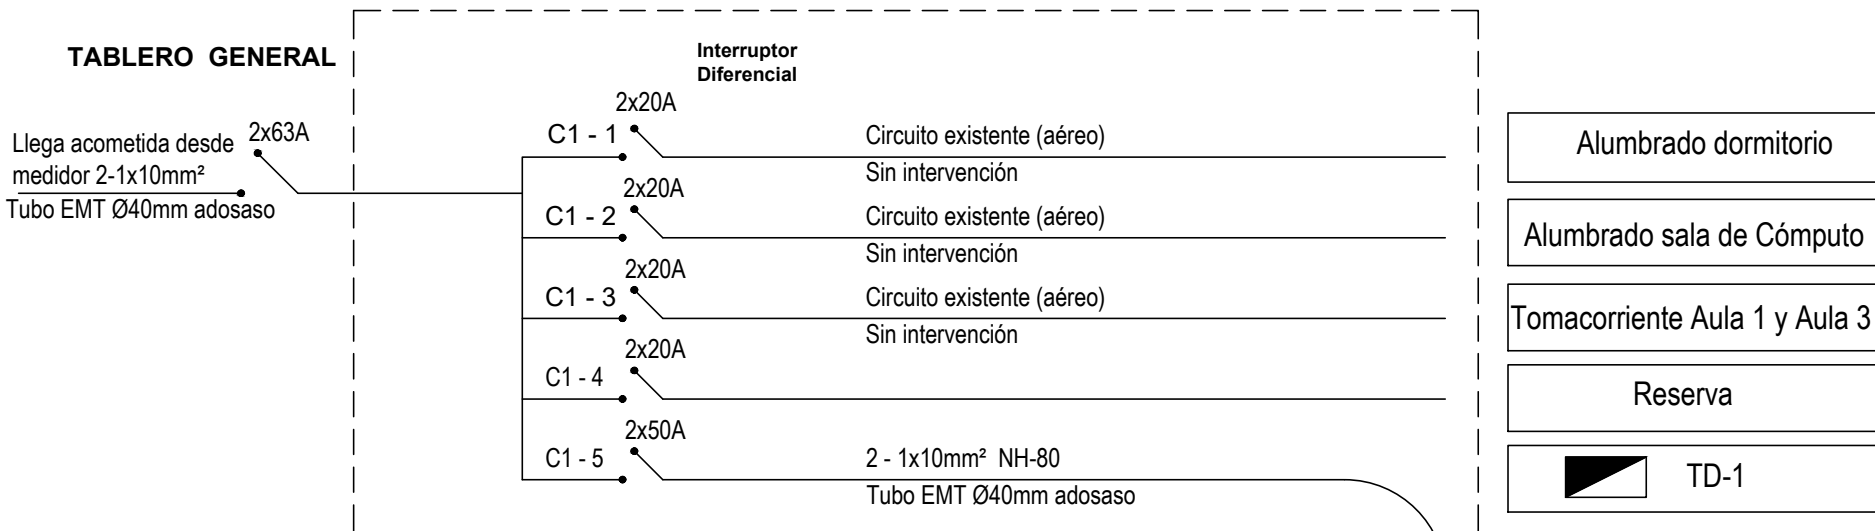 TABLERO GENERAL
Interruptor
Diferencial
Llega acometida desde
medidor 2-1x10mm²
Tubo EMT Ø40mm adosaso
2x63A
2x20A
C1 - 1
Circuito existente (aéreo)
Sin intervención
Alumbrado dormitorio
2x20A
C1 - 2
Circuito existente (aéreo)
Sin intervención
Alumbrado sala de Cómputo
2x20A
C1 - 3
Circuito existente (aéreo)
Sin intervención
Tomacorriente Aula 1 y Aula 3
2x20A
C1 - 4
Reserva
2x50A
C1 - 5
2 - 1x10mm² NH-80
Tubo EMT Ø40mm adosaso
TD-1